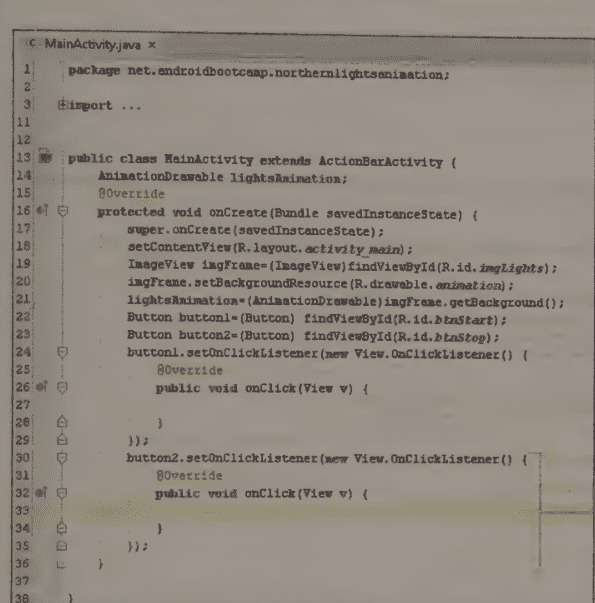 MainActivity.java ×
1 package net.androidbootcamp.northernlightsanimation;
2
3 import ...
11
12
13 public class MainActivity extends ActionBarActivity {
14 AnimationDrawable lightsAnimation;
15 @Override
16 protected void onCreate(Bundle savedInstanceState) {
17 super.onCreate(savedInstanceState);
18 setContentView(R.layout.activity_main);
19 ImageView imgFrame=(ImageView)findViewById(R.id.imgLights);
20 imgFrame.setBackgroundResource(R.drawable.animation);
21 lightsAnimation=(AnimationDrawable)imgFrame.getBackground();
22 Button button1=(Button) findViewById(R.id.btnStart);
23 Button button2=(Button) findViewById(R.id.btnStop);
24 button1.setOnClickListener(new View.OnClickListener() {
25 @Override
26 public void onClick(View v) {
27
28 }
29 });
30 button2.setOnClickListener(new View.OnClickListener() {
31 @Override
32 public void onClick(View v) {
33
34 }
35 });
36 }
37
38 }